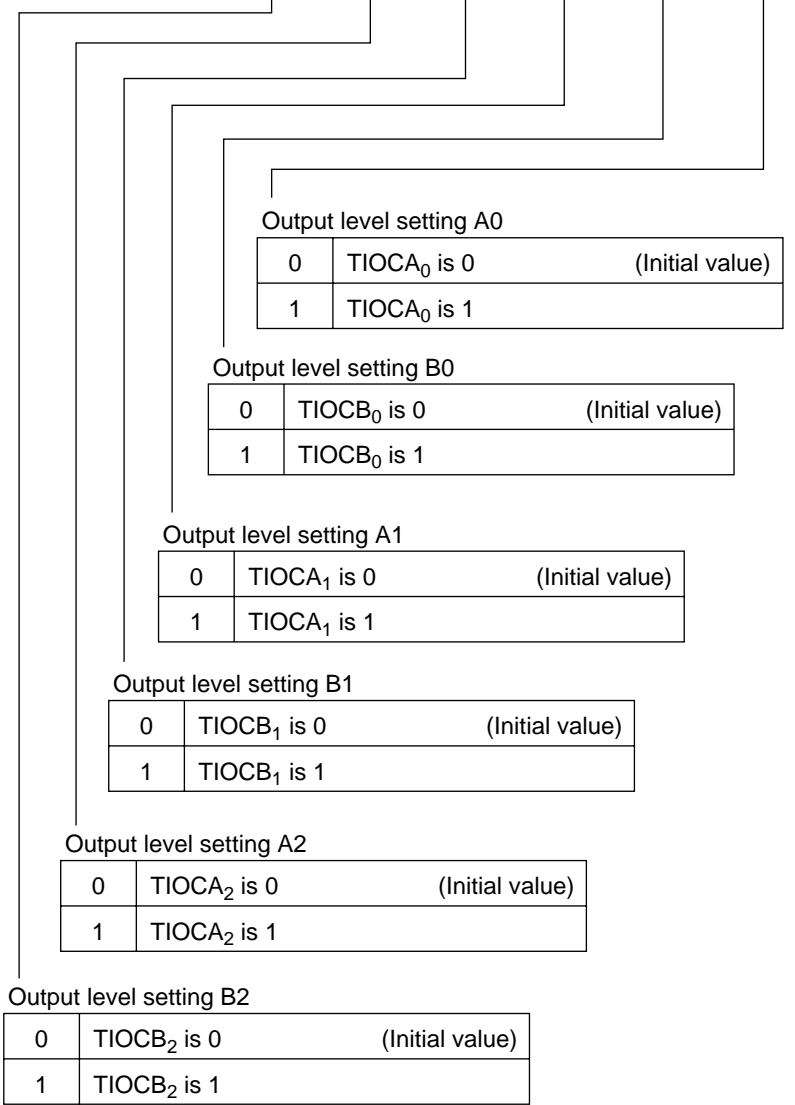 Output level setting A0
0 TIOCA₀ is 0 (Initial value)
1 TIOCA₀ is 1
Output level setting B0
0 TIOCB₀ is 0 (Initial value)
1 TIOCB₀ is 1
Output level setting A1
0 TIOCA₁ is 0 (Initial value)
1 TIOCA₁ is 1
Output level setting B1
0 TIOCB₁ is 0 (Initial value)
1 TIOCB₁ is 1
Output level setting A2
0 TIOCA₂ is 0 (Initial value)
1 TIOCA₂ is 1
Output level setting B2
0 TIOCB₂ is 0 (Initial value)
1 TIOCB₂ is 1